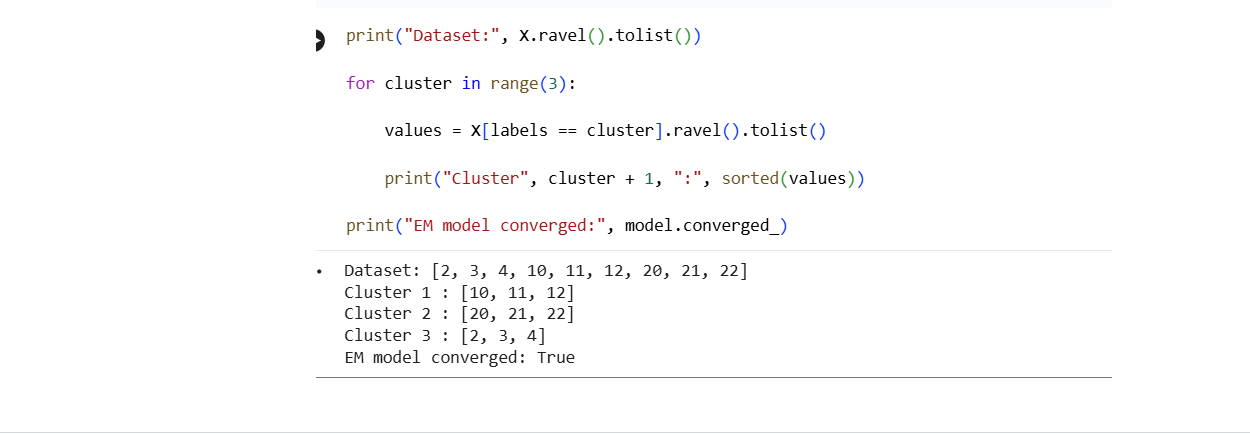 print("Dataset:", X.ravel().tolist())
for cluster in range(3):
values = X[labels == cluster].ravel().tolist()
print("Cluster", cluster + 1, ":", sorted(values))
print("EM model converged:", model.converged_)
Dataset: [2, 3, 4, 10, 11, 12, 20, 21, 22]
Cluster 1 : [10, 11, 12]
Cluster 2 : [20, 21, 22]
Cluster 3 : [2, 3, 4]
EM model converged: True